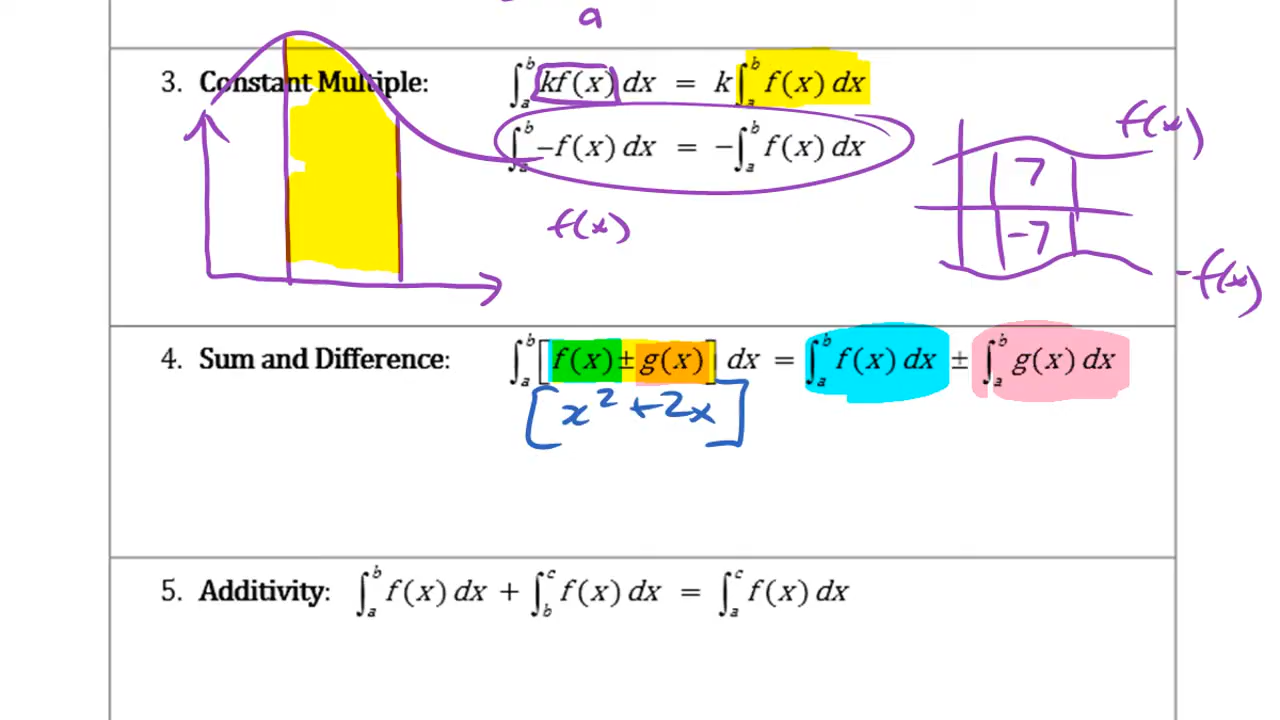 a
3. Constant Multiple: ∫_a^b kf(x) dx = k∫_a^b f(x) dx
∫_a^b −f(x) dx = −∫_a^b f(x) dx
f(x)
7
-7
-f(x)
f(x)
4. Sum and Difference: ∫_a^b [f(x) ± g(x)] dx = ∫_a^b f(x) dx ± ∫_a^b g(x) dx
[x² + 2x]
5. Additivity: ∫_a^b f(x) dx + ∫_b^c f(x) dx = ∫_a^c f(x) dx